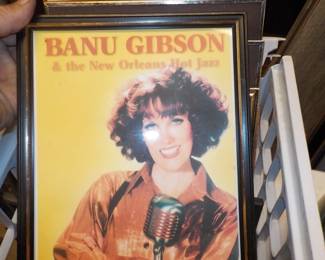 BANU GIBSON
& the New Orleans Hot Jazz